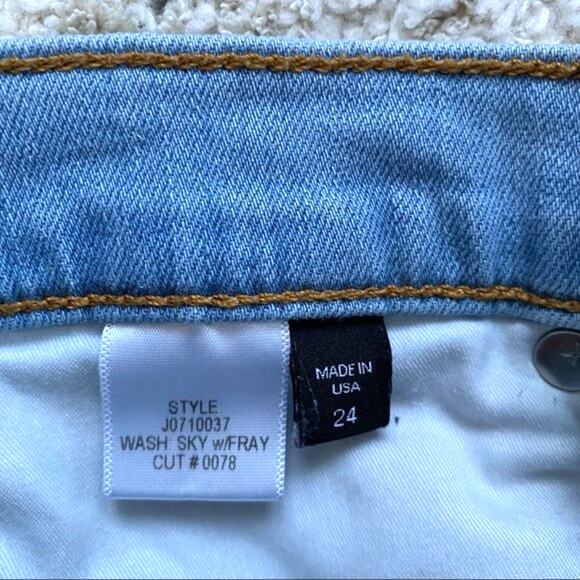 STYLE:
J0710037
WASH: SKY w/FRAY
CUT # 0078
MADE IN
USA
24